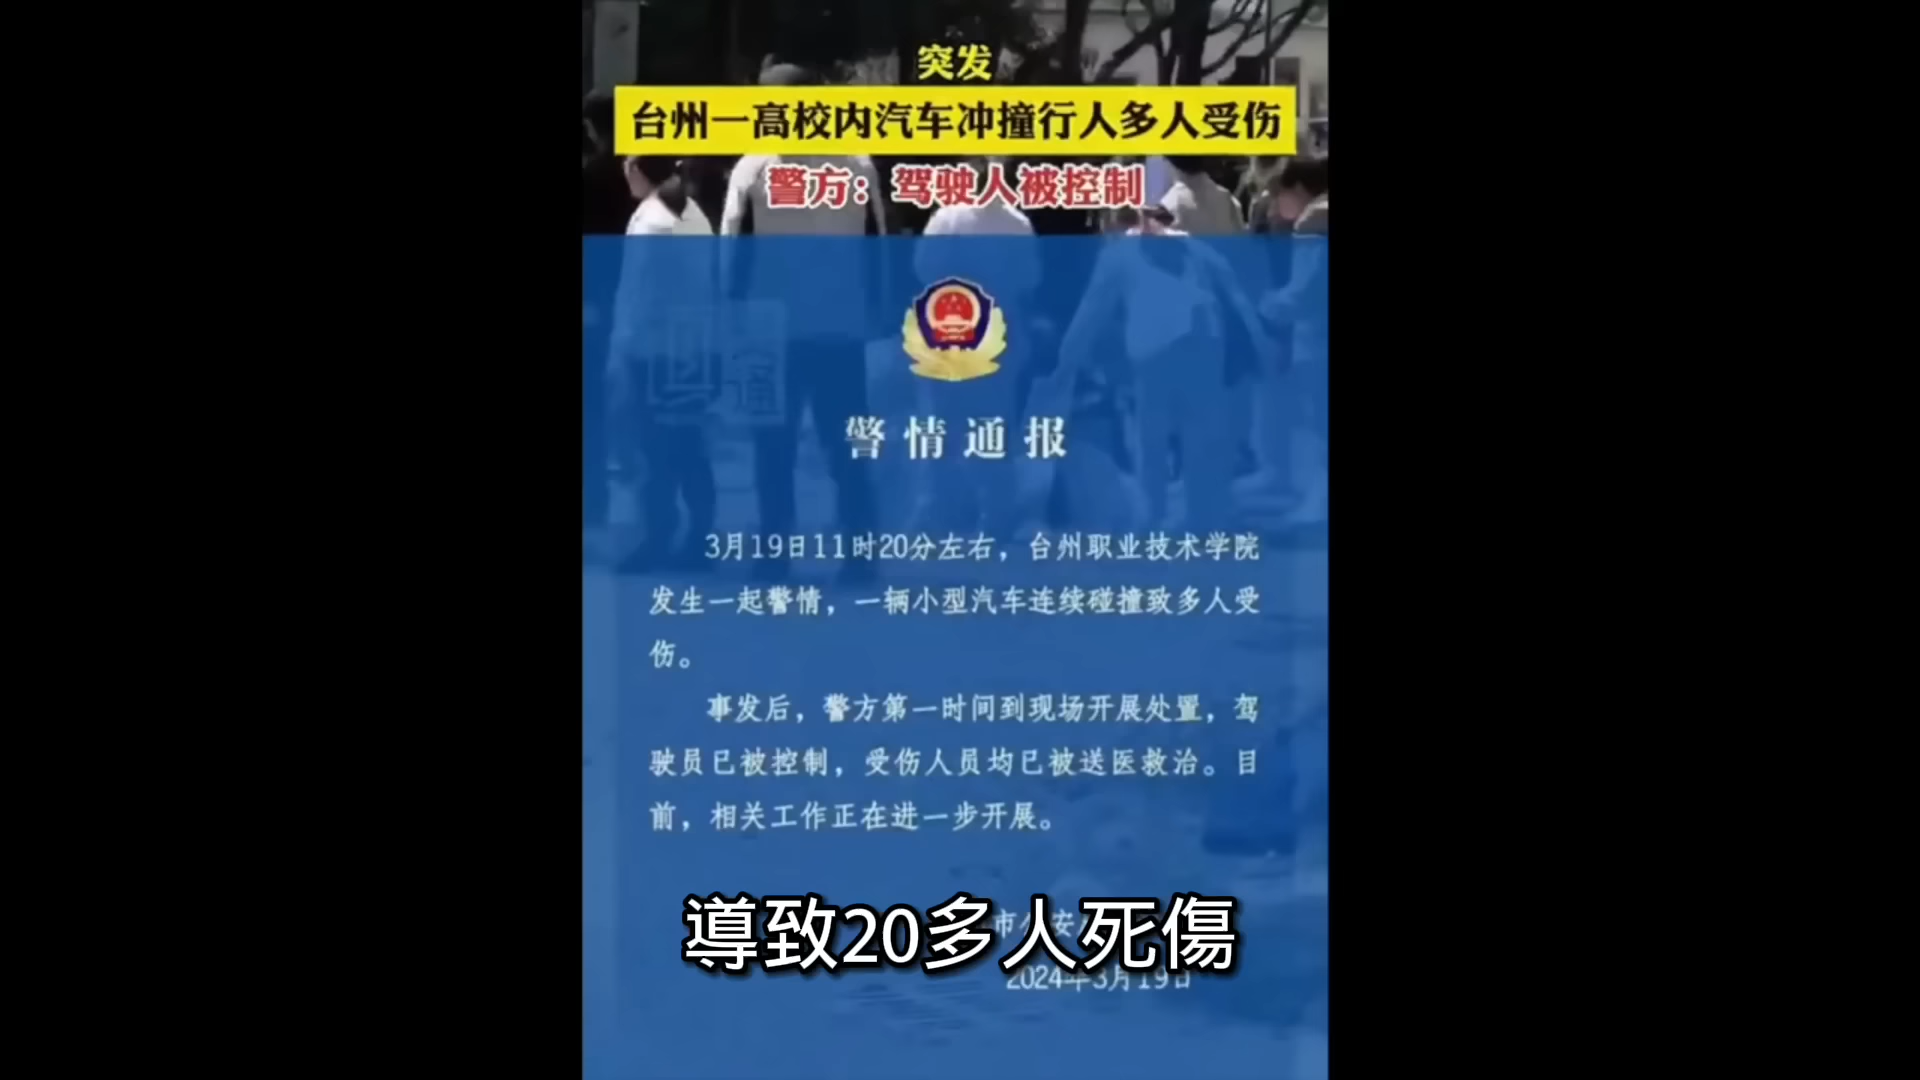 突发
台州一高校内汽车冲撞行人多人受伤
警方：驾驶人被控制
警情通报
3月19日11时20分左右，台州职业技术学院
发生一起警情，一辆小型汽车连续碰撞致多人受
伤。
事发后，警方第一时间到现场开展处置，驾
驶员已被控制，受伤人员均已被送医救治。目
前，相关工作正在进一步开展。
導致20多人死傷
2024年3月19日